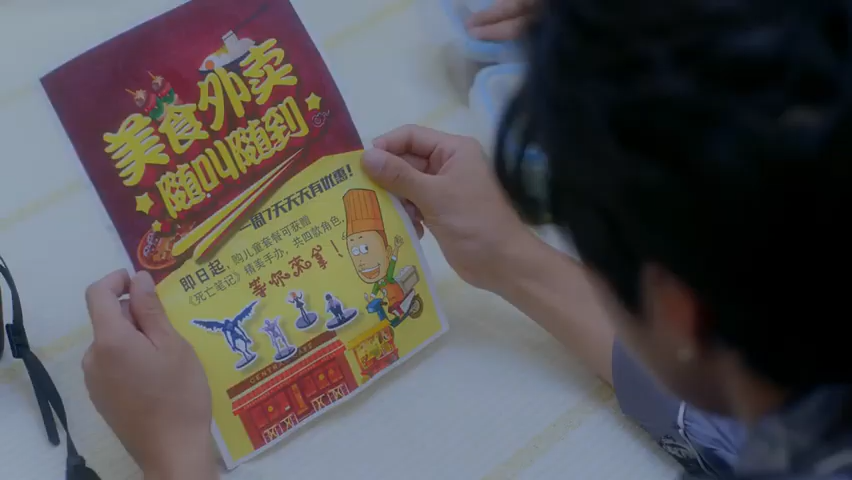 美食外卖
随叫随到
一周7天天天有优惠!
即日起,购儿童套餐可获赠
《死亡笔记》精美手办,共四款角色,
等你来拿!